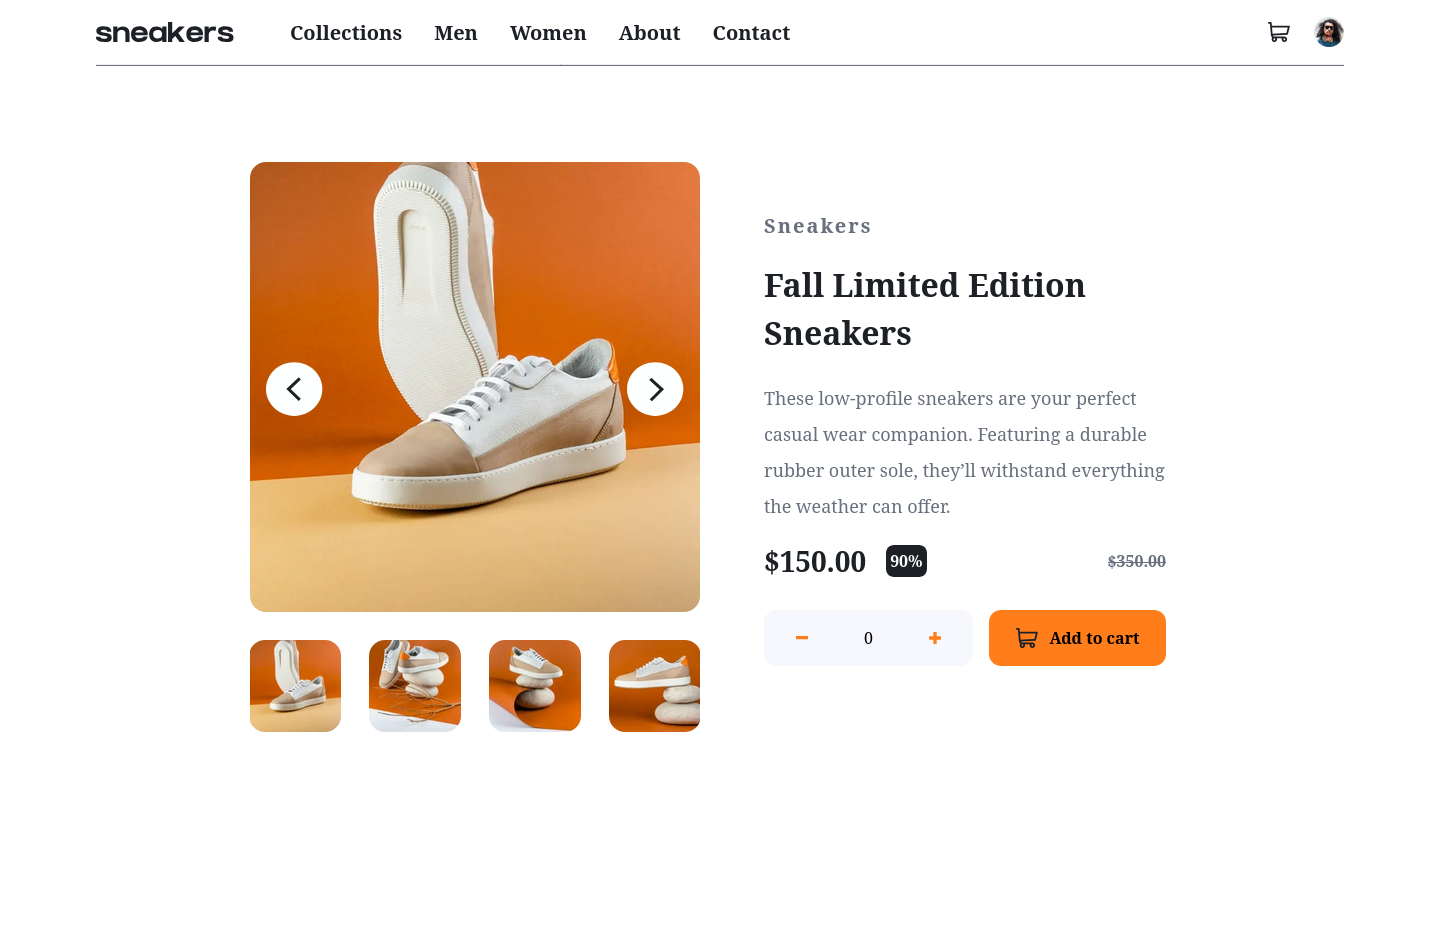 sneakers
Collections Men Women About Contact
Sneakers
Fall Limited Edition
Sneakers
These low-profile sneakers are your perfect
casual wear companion. Featuring a durable
rubber outer sole, they’ll withstand everything
the weather can offer.
$150.00 90% $350.00
0 Add to cart